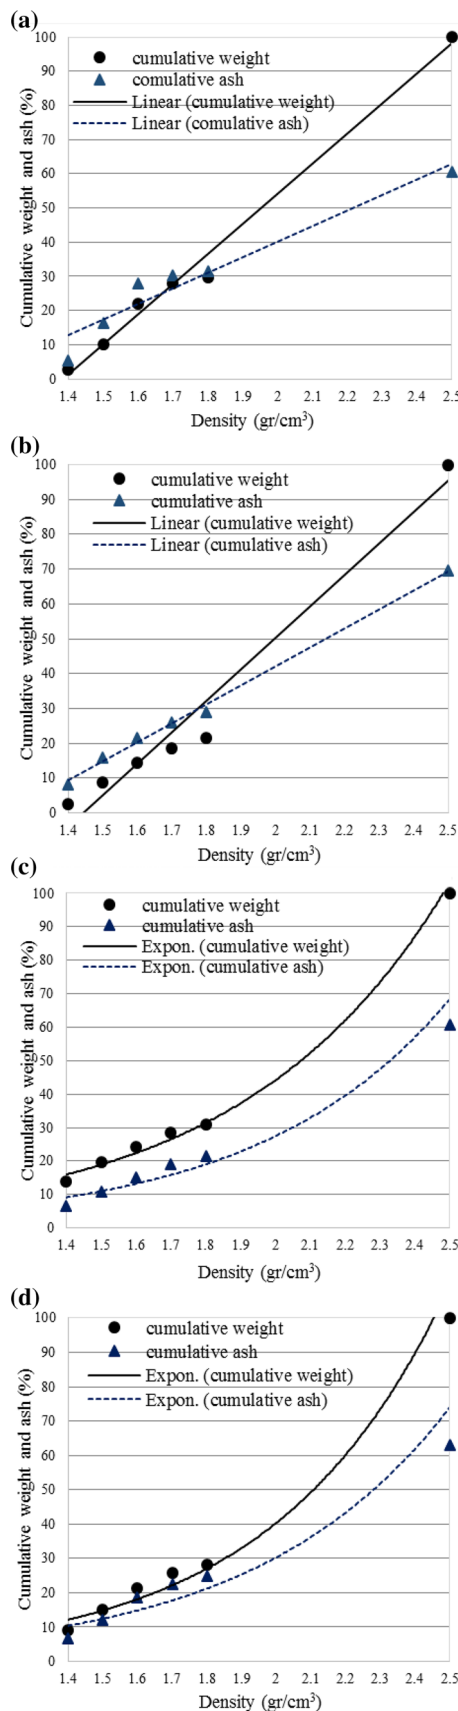 (a)
Cumulative weight and ash (%)
100
90
80
70
60
50
40
30
20
10
0
cumulative weight
comulative ash
Linear (cumulative weight)
Linear (comulative ash)
1.4 1.5 1.6 1.7 1.8 1.9 2 2.1 2.2 2.3 2.4 2.5
Density (gr/cm³)
(b)
Cumulative weight and ash (%)
100
90
80
70
60
50
40
30
20
10
0
cumulative weight
cumulative ash
Linear (cumulative weight)
Linear (cumulative ash)
1.4 1.5 1.6 1.7 1.8 1.9 2 2.1 2.2 2.3 2.4 2.5
Density (gr/cm³)
(c)
Cumulative weight and ash (%)
100
90
80
70
60
50
40
30
20
10
0
cumulative weight
cumulative ash
Expon. (cumulative weight)
Expon. (cumulative ash)
1.4 1.5 1.6 1.7 1.8 1.9 2 2.1 2.2 2.3 2.4 2.5
Density (gr/cm³)
(d)
Cumulative weight and ash (%)
100
90
80
70
60
50
40
30
20
10
0
cumulative weight
cumulative ash
Expon. (cumulative weight)
Expon. (cumulative ash)
1.4 1.5 1.6 1.7 1.8 1.9 2 2.1 2.2 2.3 2.4 2.5
Density (gr/cm³)